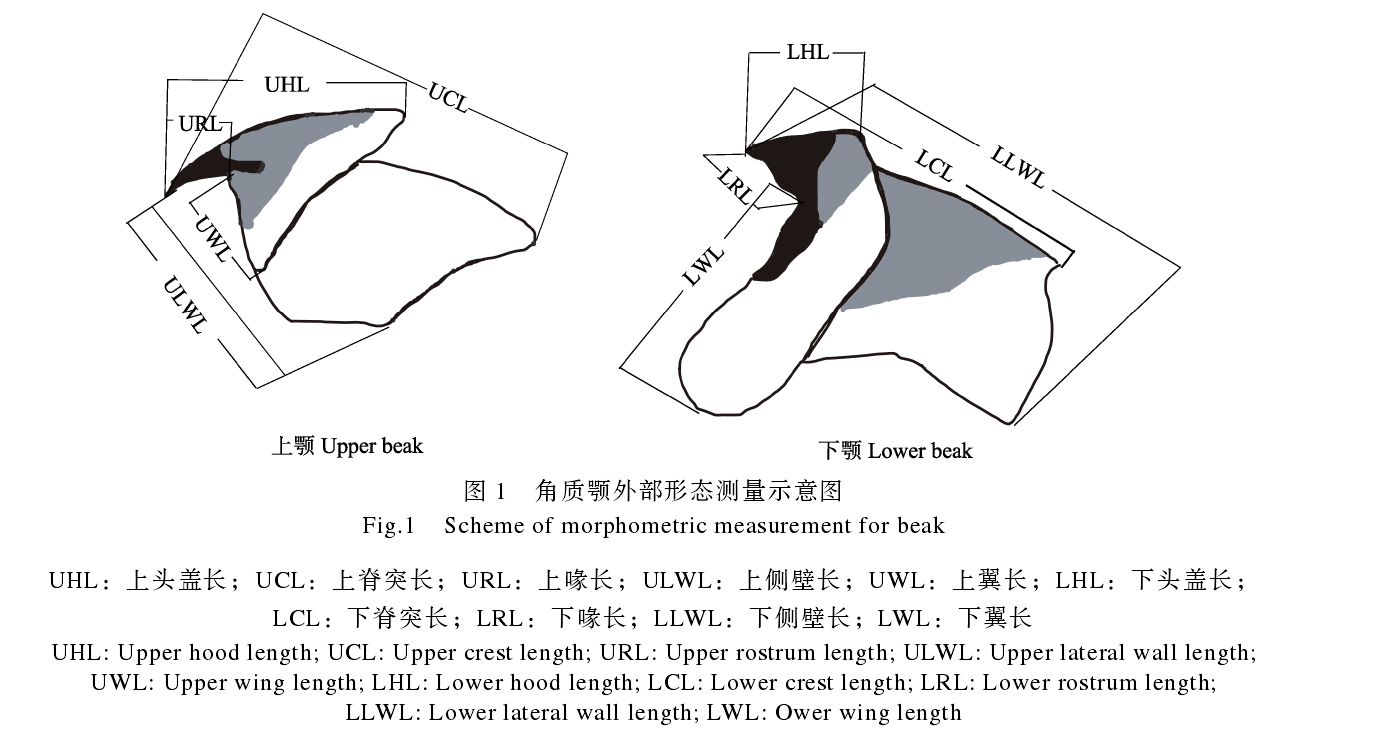 UHL
UCL
URL
UWL
ULWL
LHL
LCL
LLWL
LRL
LWL
上颚 Upper beak
下颚 Lower beak
图 1 角质颚外部形态测量示意图
Fig.1 Scheme of morphometric measurement for beak
UHL：上头盖长；UCL：上脊突长；URL：上喙长；ULWL：上侧壁长；UWL：上翼长；LHL：下头盖长；
LCL：下脊突长；LRL：下喙长；LLWL：下侧壁长；LWL：下翼长
UHL: Upper hood length; UCL: Upper crest length; URL: Upper rostrum length; ULWL: Upper lateral wall length;
UWL: Upper wing length; LHL: Lower hood length; LCL: Lower crest length; LRL: Lower rostrum length;
LLWL: Lower lateral wall length; LWL: Ower wing length